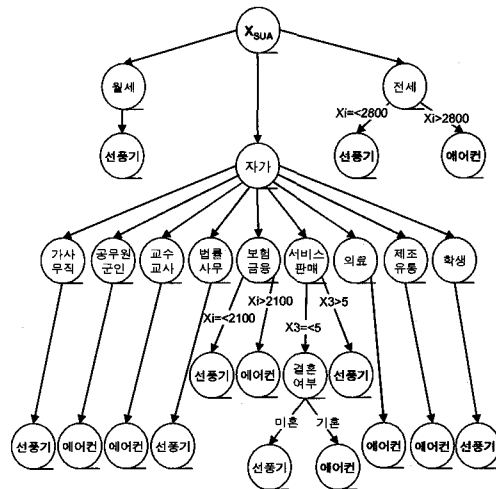 X_SUA
월세
전세
Xi=<2800
Xi>2800
선풍기
선풍기
에어컨
자가
가사
무직
공무원
군인
교수
교사
법률
사무
보험
금융
서비스
판매
의료
제조
유통
학생
Xi=<2100
Xi>2100
X3=<5
X3>5
선풍기
에어컨
결혼
여부
선풍기
미혼
기혼
선풍기
에어컨
에어컨
선풍기
선풍기
에어컨
에어컨
에어컨
선풍기